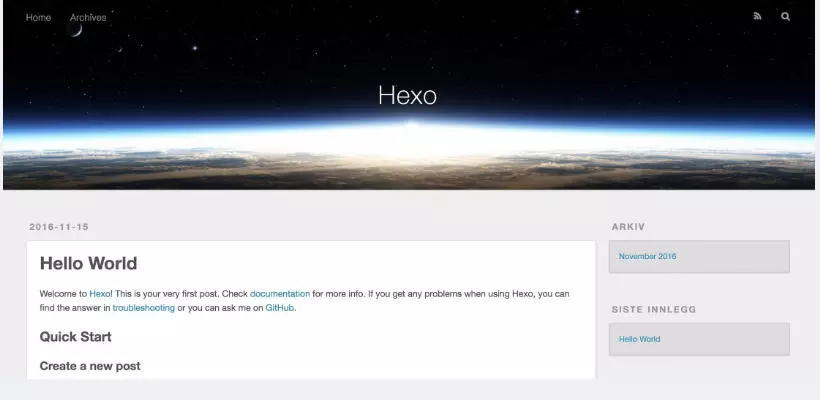 Home Archives
Hexo
2016-11-15
Hello World
Welcome to Hexo! This is your very first post. Check documentation for more info. If you get any problems when using Hexo, you can
find the answer in troubleshooting or you can ask me on GitHub.
Quick Start
Create a new post
ARKIV
November 2016
SISTE INNLEGG
Hello World